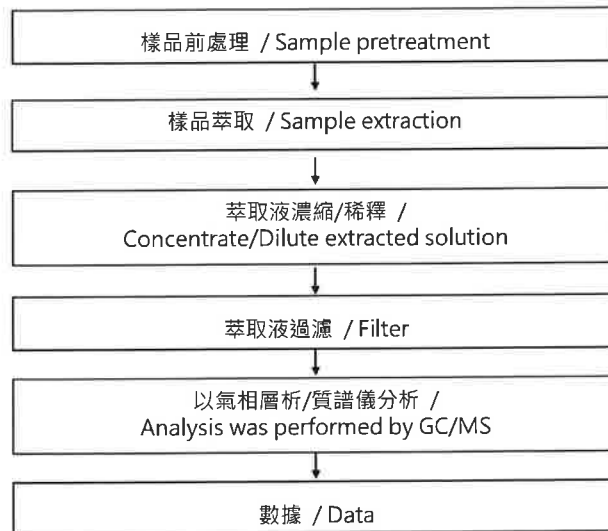 樣品前處理 / Sample pretreatment
樣品萃取 / Sample extraction
萃取液濃縮/稀釋 /
Concentrate/Dilute extracted solution
萃取液過濾 / Filter
以氣相層析/質譜儀分析 /
Analysis was performed by GC/MS
數據 / Data